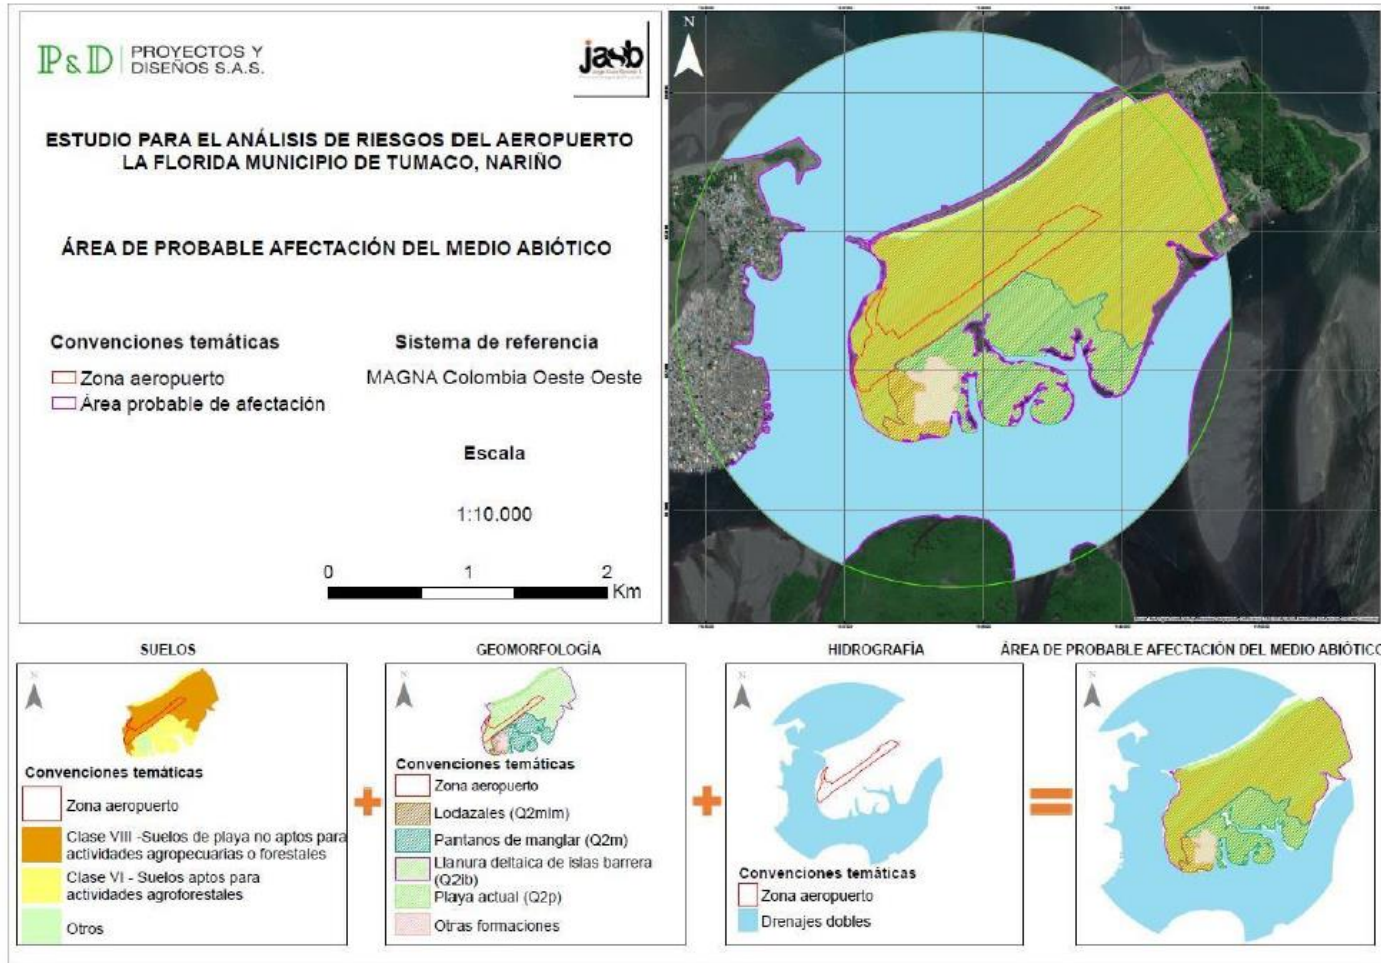 P&D PROYECTOS Y
DISEÑOS S.A.S.
jasb
ESTUDIO PARA EL ANÁLISIS DE RIESGOS DEL AEROPUERTO
LA FLORIDA MUNICIPIO DE TUMACO, NARIÑO
ÁREA DE PROBABLE AFECTACIÓN DEL MEDIO ABIÓTICO
Convenciones temáticas
Zona aeropuerto
Área probable de afectación
Sistema de referencia
MAGNA Colombia Oeste Oeste
Escala
1:10.000
0 1 2
Km
N
SUELOS
N
Convenciones temáticas
Zona aeropuerto
Clase VIII -Suelos de playa no aptos para
actividades agropecuarias o forestales
Clase VI - Suelos aptos para
actividades agroforestales
Otros
+
GEOMORFOLOGÍA
N
Convenciones temáticas
Zona aeropuerto
Lodazales (Q2mlm)
Pantanos de manglar (Q2m)
Llanura deltaica de islas barrera
(Q2ib)
Playa actual (Q2p)
Otras formaciones
+
HIDROGRAFÍA
N
Convenciones temáticas
Zona aeropuerto
Drenajes dobles
=
ÁREA DE PROBABLE AFECTACIÓN DEL MEDIO ABIÓTICO
N